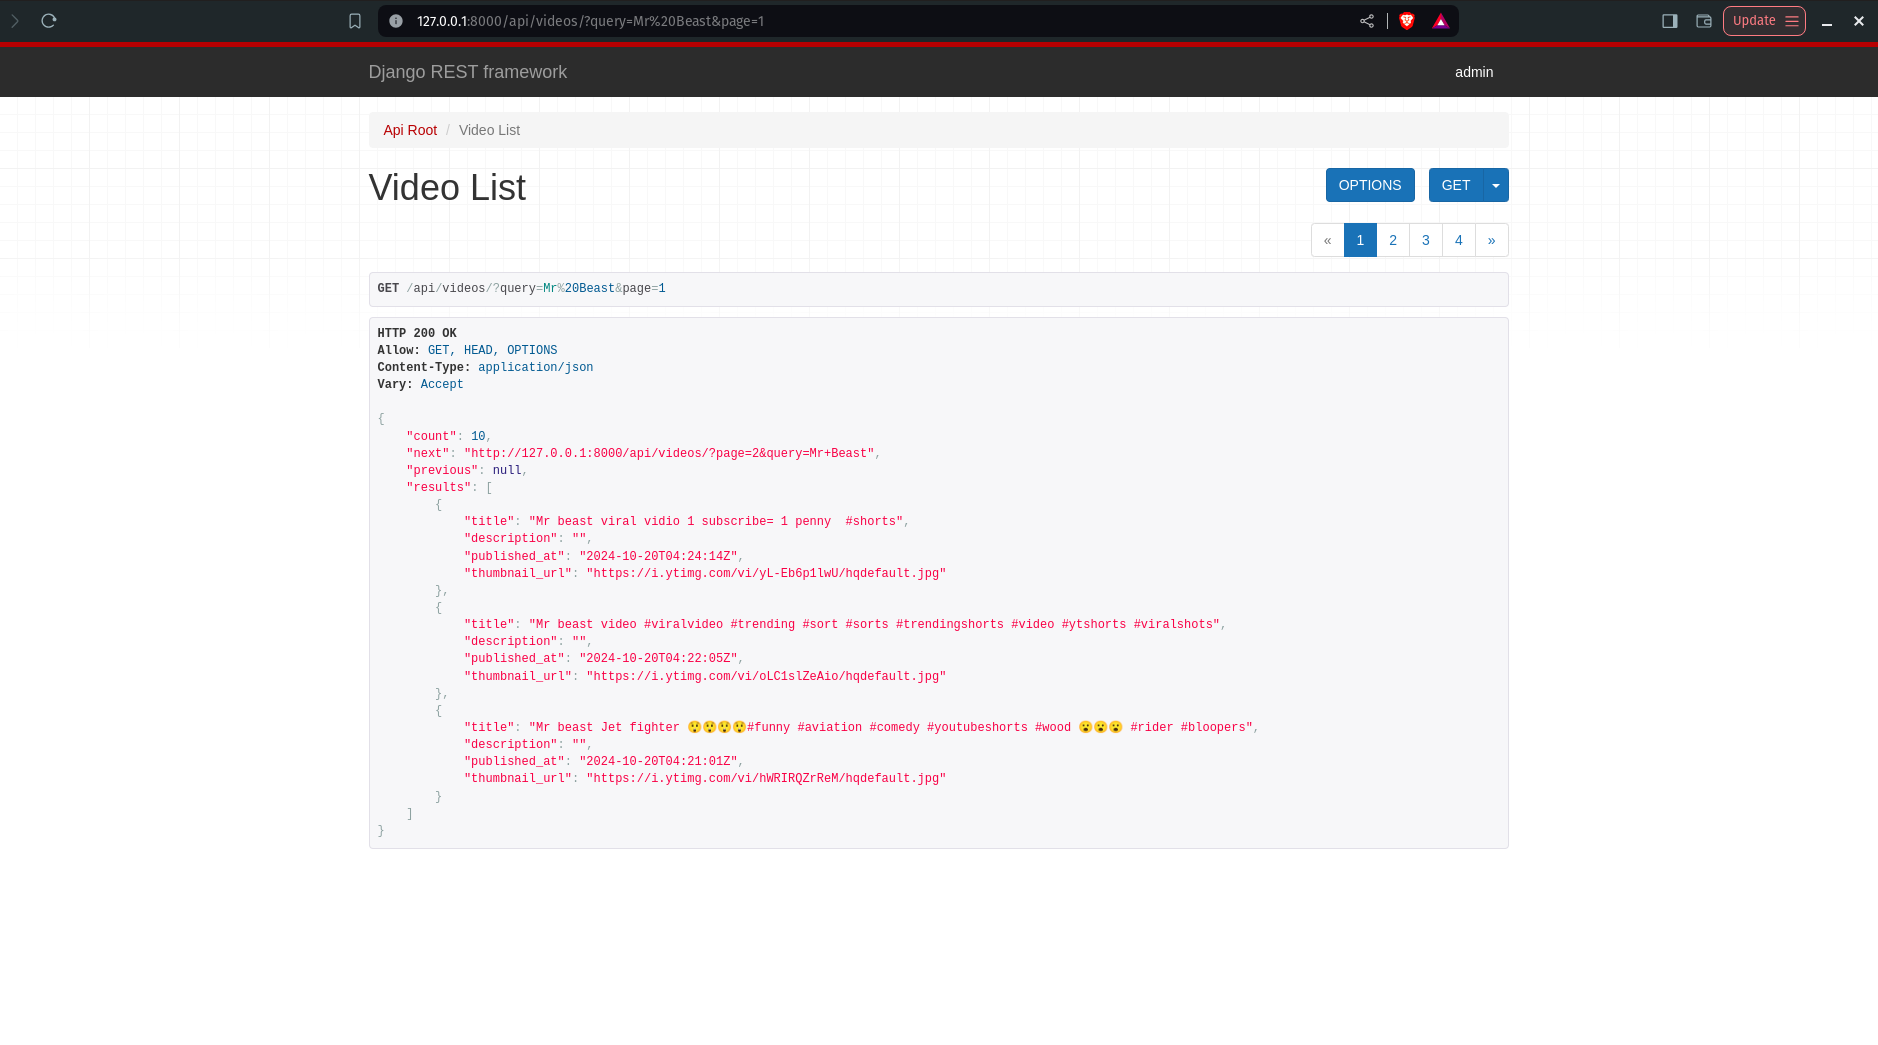 127.0.0.1:8000/api/videos/?query=Mr%20Beast&page=1
Update
Django REST framework
admin
Api Root / Video List
Video List
OPTIONS
GET
« 1 2 3 4 »
GET /api/videos/?query=Mr%20Beast&page=1
HTTP 200 OK
Allow: GET, HEAD, OPTIONS
Content-Type: application/json
Vary: Accept
{
    "count": 10,
    "next": "http://127.0.0.1:8000/api/videos/?page=2&query=Mr+Beast",
    "previous": null,
    "results": [
        {
            "title": "Mr beast viral vidio 1 subscribe= 1 penny  #shorts",
            "description": "",
            "published_at": "2024-10-20T04:24:14Z",
            "thumbnail_url": "https://i.ytimg.com/vi/yL-Eb6p1lwU/hqdefault.jpg"
        },
        {
            "title": "Mr beast video #viralvideo #trending #sort #sorts #trendingshorts #video #ytshorts #viralshots",
            "description": "",
            "published_at": "2024-10-20T04:22:05Z",
            "thumbnail_url": "https://i.ytimg.com/vi/oLC1slZeAio/hqdefault.jpg"
        },
        {
            "title": "Mr beast Jet fighter 😲😲😲😲#funny #aviation #comedy #youtubeshorts #wood 😮😮😮 #rider #bloopers",
            "description": "",
            "published_at": "2024-10-20T04:21:01Z",
            "thumbnail_url": "https://i.ytimg.com/vi/hWRIRQZrReM/hqdefault.jpg"
        }
    ]
}